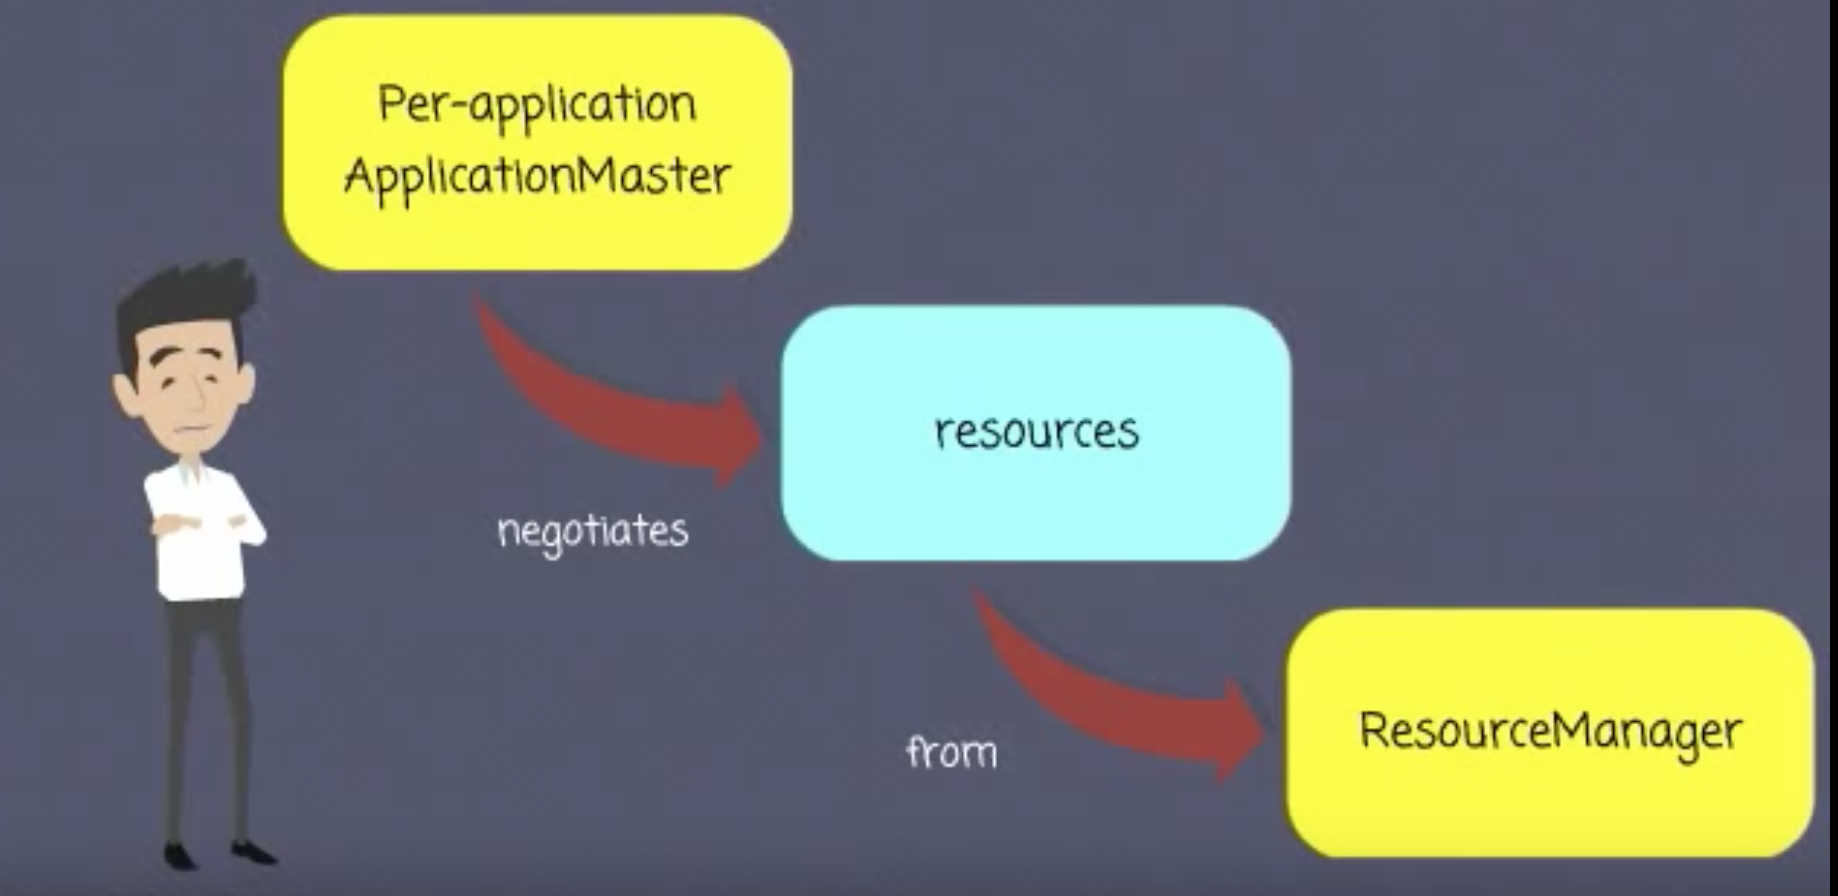 Per-application
ApplicationMaster
negotiates
resources
from
ResourceManager